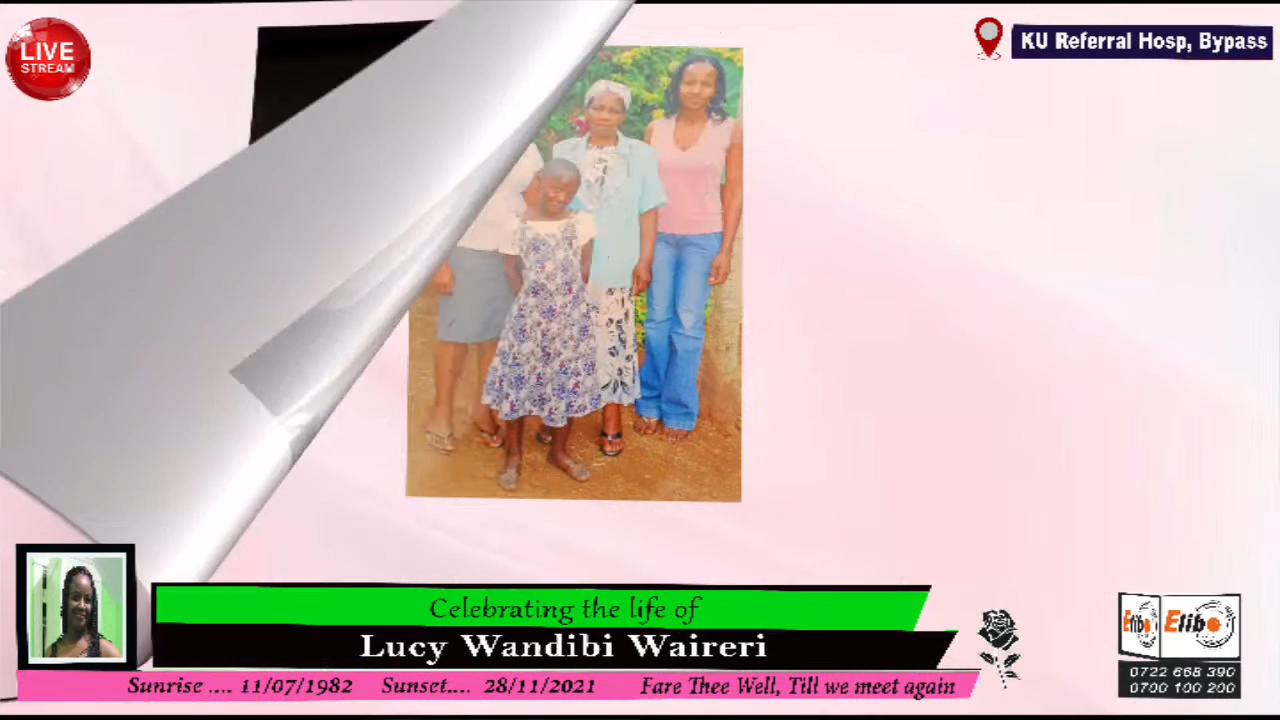 LIVE
STREAM
KU Referral Hosp, Bypass
Celebrating the life of
Lucy Wandibi Waireri
Sunrise .... 11/07/1982 Sunset.... 28/11/2021 Fare Thee Well, Till we meet again
Elibo Elibo
0722 668 390
0700 100 200